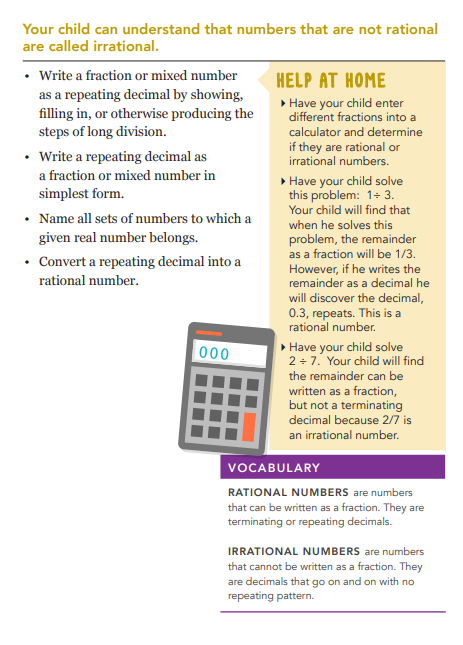 Your child can understand that numbers that are not rational
are called irrational.
• Write a fraction or mixed number
as a repeating decimal by showing,
filling in, or otherwise producing the
steps of long division.
• Write a repeating decimal as
a fraction or mixed number in
simplest form.
• Name all sets of numbers to which a
given real number belongs.
• Convert a repeating decimal into a
rational number.
HELP AT HOME
Have your child enter
different fractions into a
calculator and determine
if they are rational or
irrational numbers.
Have your child solve
this problem:  1÷ 3.
Your child will find that
when he solves this
problem, the remainder
as a fraction will be 1/3.
However, if he writes the
remainder as a decimal he
will discover the decimal,
0.3, repeats. This is a
rational number.
Have your child solve
2 ÷ 7.  Your child will find
the remainder can be
written as a fraction,
but not a terminating
decimal because 2/7 is
an irrational number.
000
VOCABULARY
RATIONAL NUMBERS are numbers
that can be written as a fraction. They are
terminating or repeating decimals.
IRRATIONAL NUMBERS are numbers
that cannot be written as a fraction. They
are decimals that go on and on with no
repeating pattern.